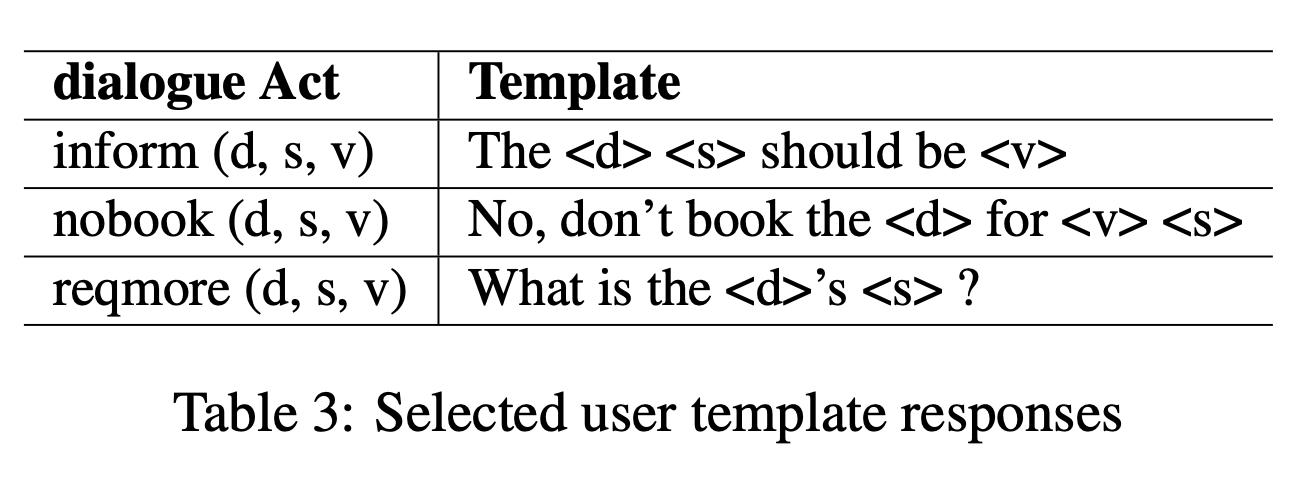 dialogue Act Template
inform (d, s, v) The <d> <s> should be <v>
nobook (d, s, v) No, don’t book the <d> for <v> <s>
reqmore (d, s, v) What is the <d>’s <s> ?
Table 3: Selected user template responses